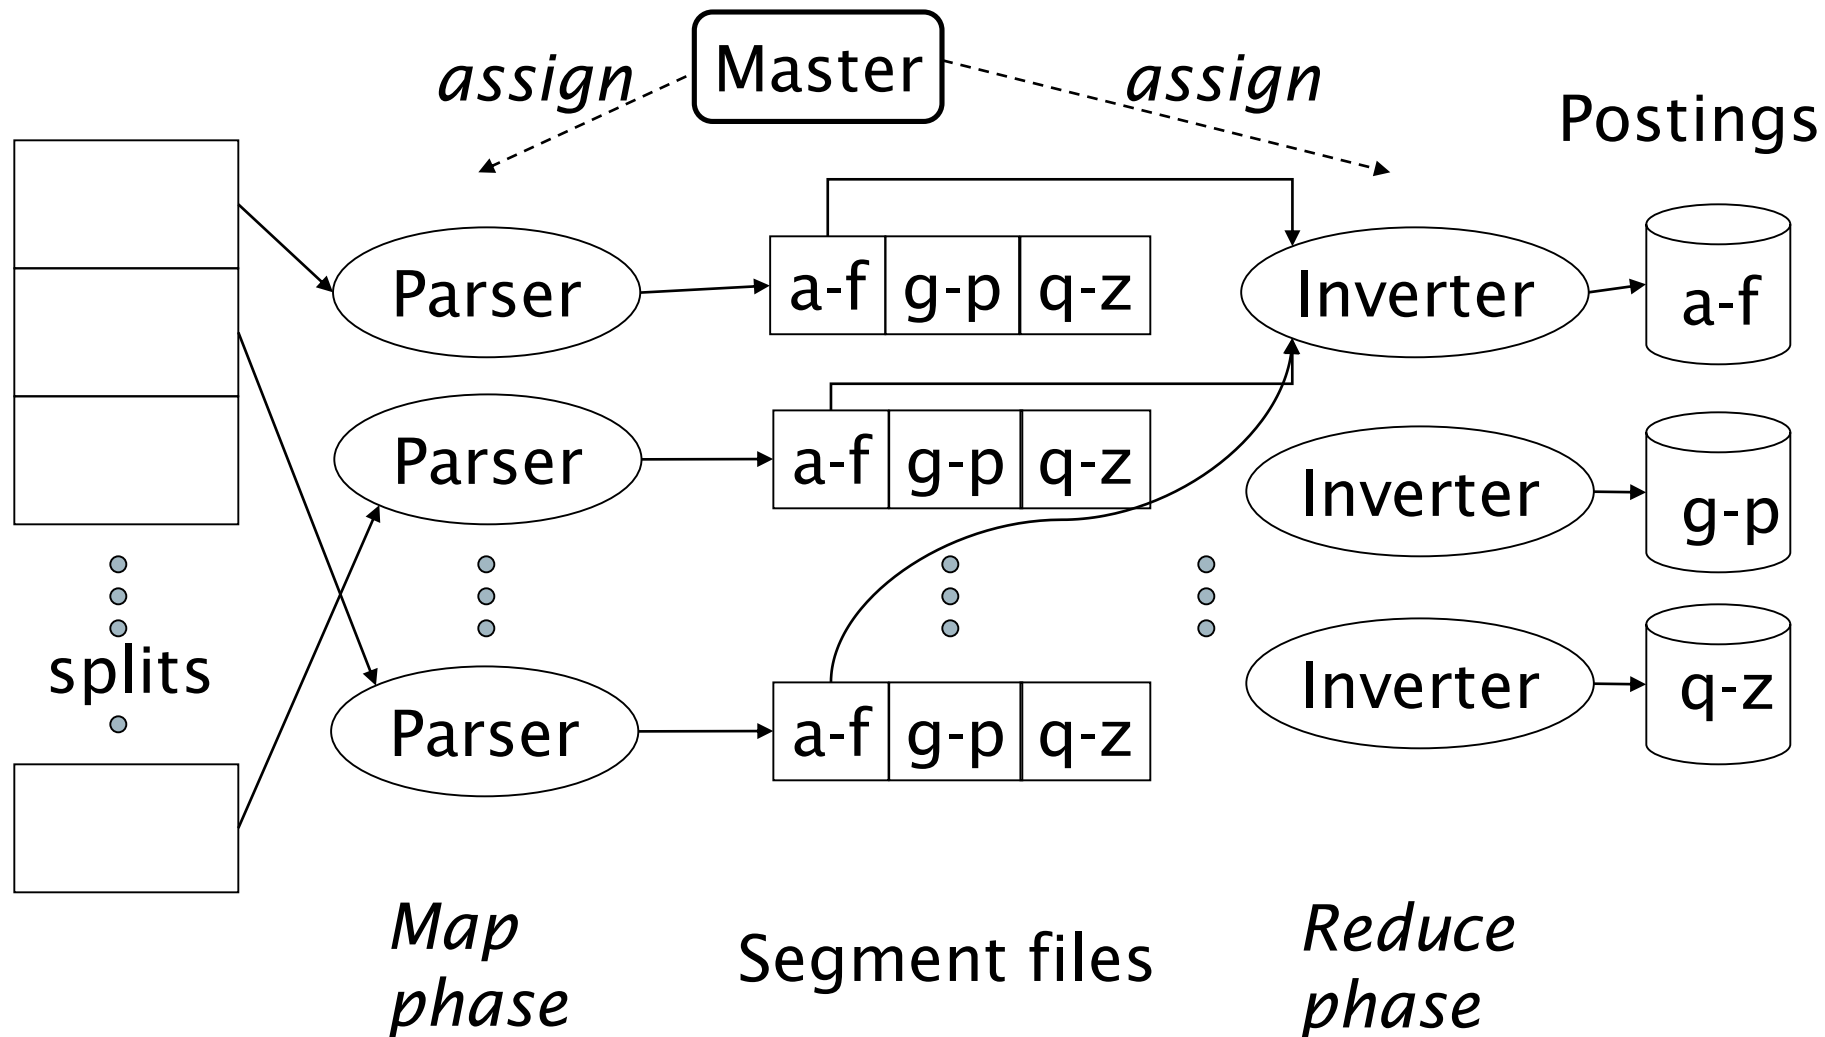 Master
assign
assign
Postings
Parser
a-f g-p q-z
Inverter
a-f
Parser
a-f g-p q-z
Inverter
g-p
splits
Parser
a-f g-p q-z
Inverter
q-z
Map
phase
Segment files
Reduce
phase